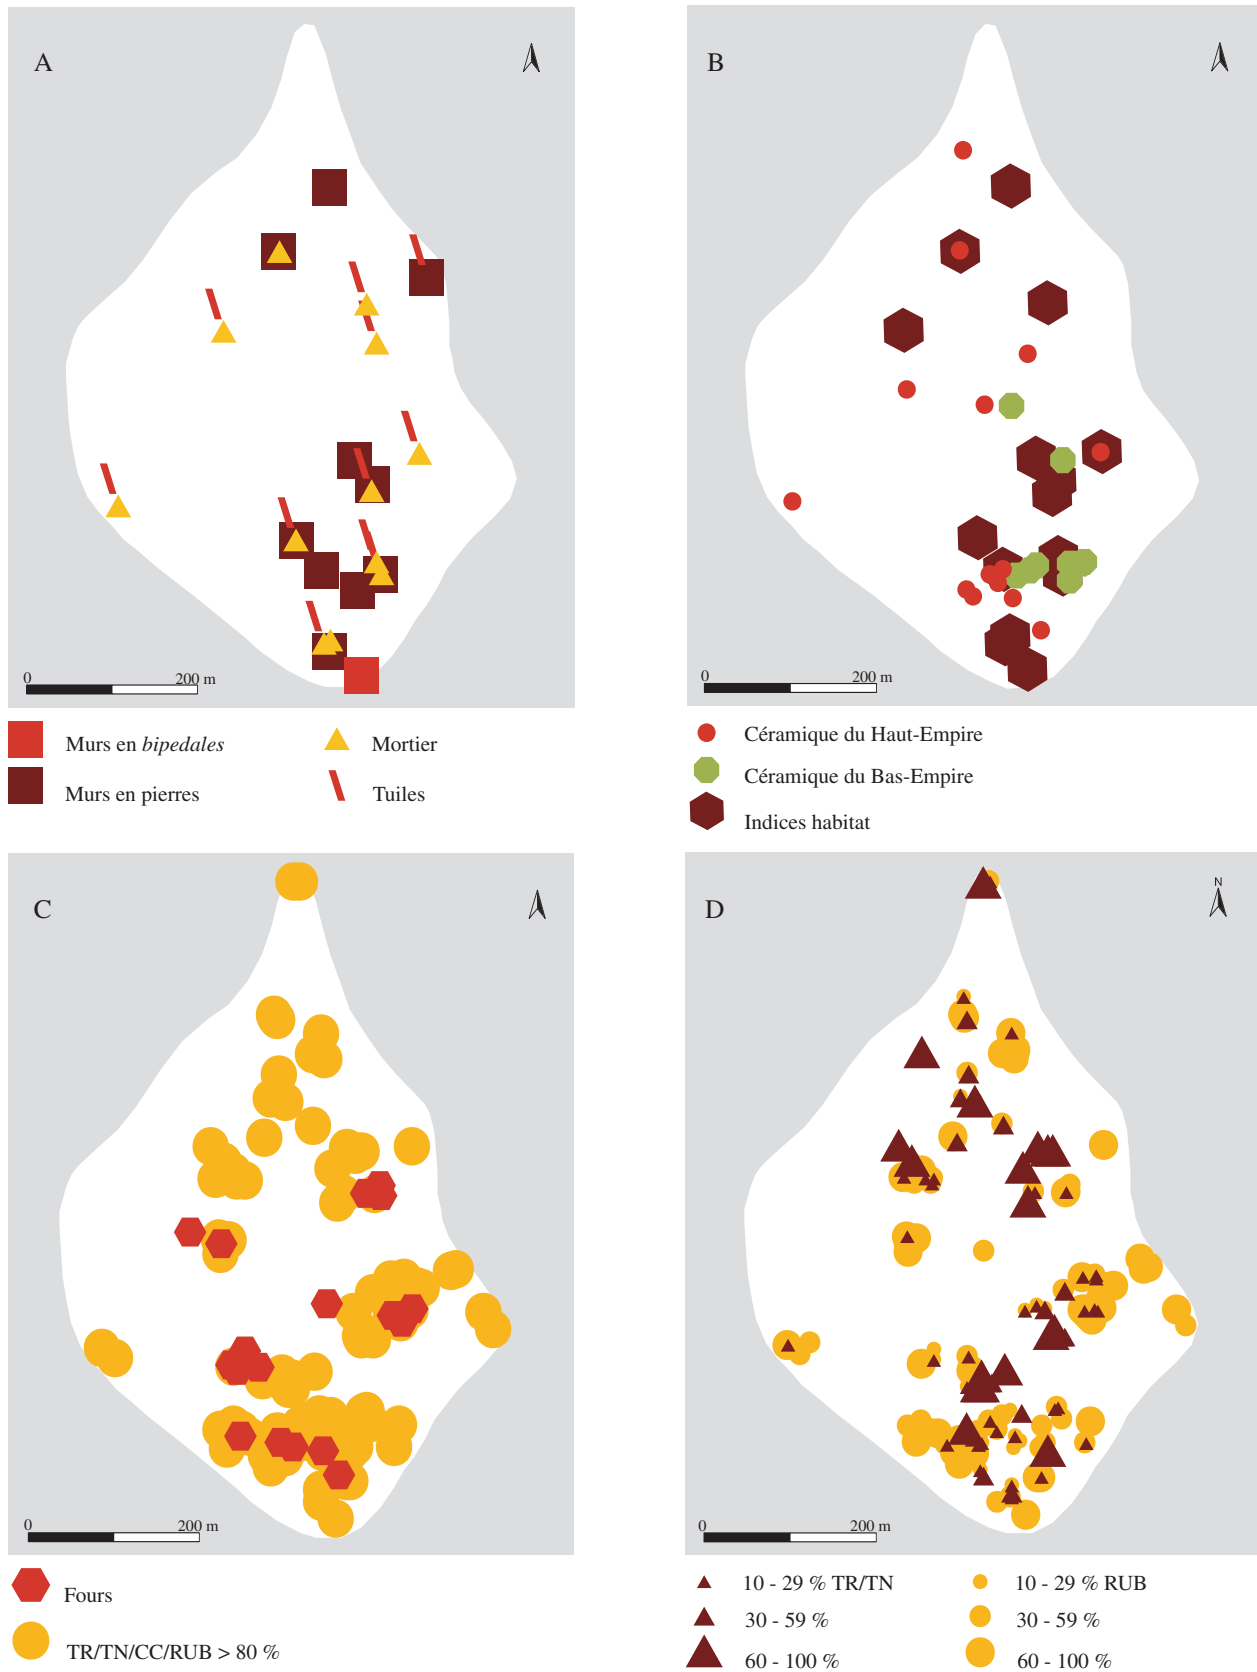 A
0 200 m
Murs en bipedales
Mortier
Murs en pierres
Tuiles
B
0 200 m
Céramique du Haut-Empire
Céramique du Bas-Empire
Indices habitat
C
0 200 m
Fours
TR/TN/CC/RUB > 80 %
D
N
0 200 m
10 - 29 % TR/TN
10 - 29 % RUB
30 - 59 %
30 - 59 %
60 - 100 %
60 - 100 %